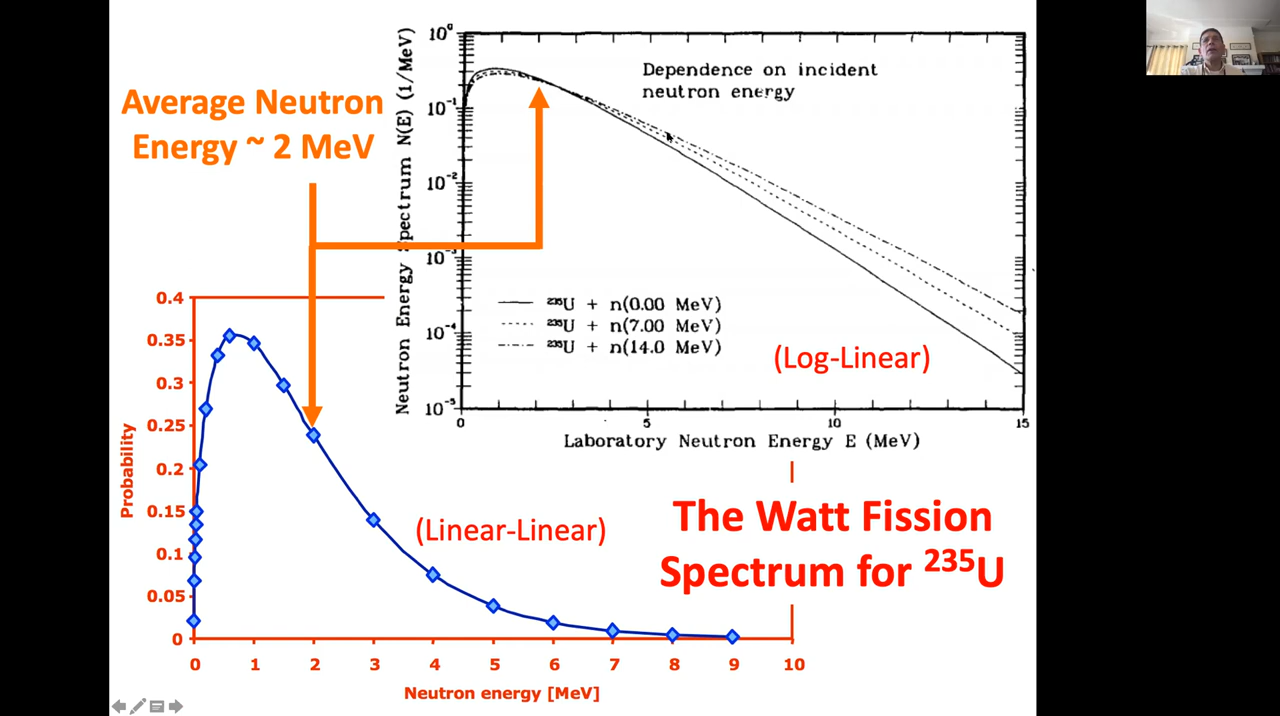 Average Neutron
Energy ~ 2 MeV
Neutron Energy Spectrum N(E) (1/MeV)
10⁰
10⁻¹
10⁻²
10⁻³
10⁻⁴
10⁻⁵
Dependence on incident
neutron energy
²³⁵U + n(0.00 MeV)
²³⁵U + n(7.00 MeV)
²³⁵U + n(14.0 MeV)
(Log-Linear)
0 5 10 15
Laboratory Neutron Energy E (MeV)
Probability
0.4
0.35
0.3
0.25
0.2
0.15
0.1
0.05
0
(Linear-Linear)
0 1 2 3 4 5 6 7 8 9 10
Neutron energy [MeV]
The Watt Fission
Spectrum for ²³⁵U